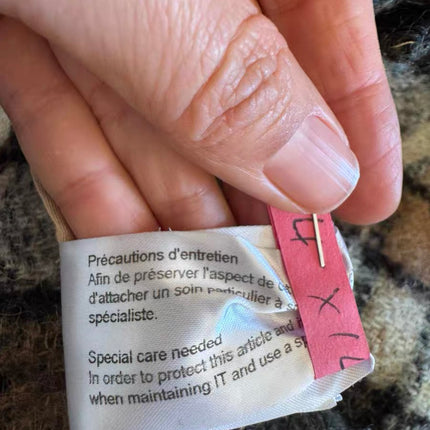 Précautions d'entretien
Afin de préserver l'aspect de
d'attacher un soin particulier à
spécialiste.
Special care needed
In order to protect this article and
when maintaining IT and use a